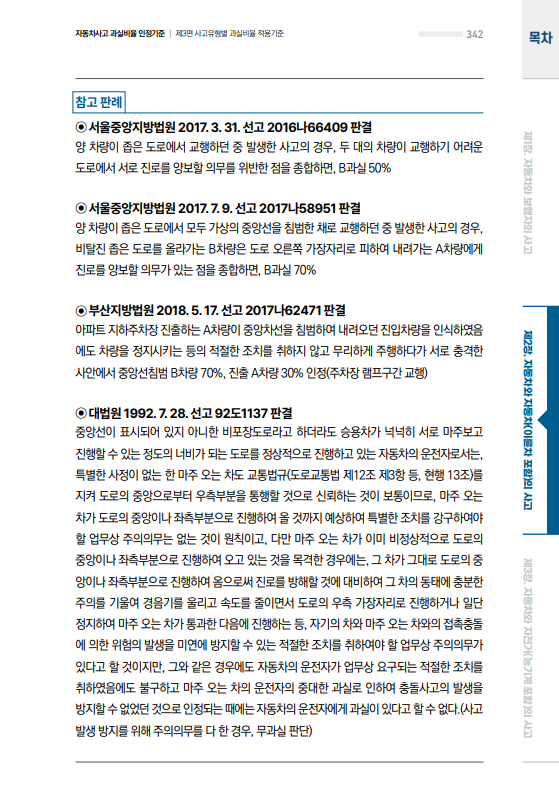 자동차사고 과실비율 인정기준 | 제3편 사고유형별 과실비율 적용기준
342
목차
참고 판례
◉ 서울중앙지방법원 2017. 3. 31. 선고 2016나66409 판결
양 차량이 좁은 도로에서 교행하던 중 발생한 사고의 경우, 두 대의 차량이 교행하기 어려운
도로에서 서로 진로를 양보할 의무를 위반한 점을 종합하면, B과실 50%
◉ 서울중앙지방법원 2017. 7. 9. 선고 2017나58951 판결
양 차량이 좁은 도로에서 모두 가상의 중앙선을 침범한 채로 교행하던 중 발생한 사고의 경우,
비탈진 좁은 도로를 올라가는 B차량은 도로 오른쪽 가장자리로 피하여 내려가는 A차량에게
진로를 양보할 의무가 있는 점을 종합하면, B과실 70%
◉ 부산지방법원 2018. 5. 17. 선고 2017나62471 판결
아파트 지하주차장 진출하는 A차량이 중앙차선을 침범하여 내려오던 진입차량을 인식하였음
에도 차량을 정지시키는 등의 적절한 조치를 취하지 않고 무리하게 주행하다가 서로 충격한
사안에서 중앙선침범 B차량 70%, 진출 A차량 30% 인정(주차장 램프구간 교행)
◉ 대법원 1992. 7. 28. 선고 92도1137 판결
중앙선이 표시되어 있지 아니한 비포장도로라고 하더라도 승용차가 넉넉히 서로 마주보고
진행할 수 있는 정도의 너비가 되는 도로를 정상적으로 진행하고 있는 자동차의 운전자로서는,
특별한 사정이 없는 한 마주 오는 차도 교통법규(도로교통법 제12조 제3항 등, 현행 13조)를
지켜 도로의 중앙으로부터 우측부분을 통행할 것으로 신뢰하는 것이 보통이므로, 마주 오는
차가 도로의 중앙이나 좌측부분으로 진행하여 올 것까지 예상하여 특별한 조치를 강구하여야
할 업무상 주의의무는 없는 것이 원칙이고, 다만 마주 오는 차가 이미 비정상적으로 도로의
중앙이나 좌측부분으로 진행하여 오고 있는 것을 목격한 경우에는, 그 차가 그대로 도로의 중
앙이나 좌측부분으로 진행하여 옴으로써 진로를 방해할 것에 대비하여 그 차의 동태에 충분한
주의를 기울여 경음기를 울리고 속도를 줄이면서 도로의 우측 가장자리로 진행하거나 일단
정지하여 마주 오는 차가 통과한 다음에 진행하는 등, 자기의 차와 마주 오는 차와의 접촉충돌
에 의한 위험의 발생을 미연에 방지할 수 있는 적절한 조치를 취하여야 할 업무상 주의의무가
있다고 할 것이지만, 그와 같은 경우에도 자동차의 운전자가 업무상 요구되는 적절한 조치를
취하였음에도 불구하고 마주 오는 차의 운전자의 중대한 과실로 인하여 충돌사고의 발생을
방지할 수 없었던 것으로 인정되는 때에는 자동차의 운전자에게 과실이 있다고 할 수 없다.(사고
발생 방지를 위해 주의의무를 다 한 경우, 무과실 판단)
제1장. 자동차와 보행자의 사고
제2장. 자동차와 자동차(이륜차 포함)의 사고
제3장. 자동차와 자전거(농기계 포함)의 사고